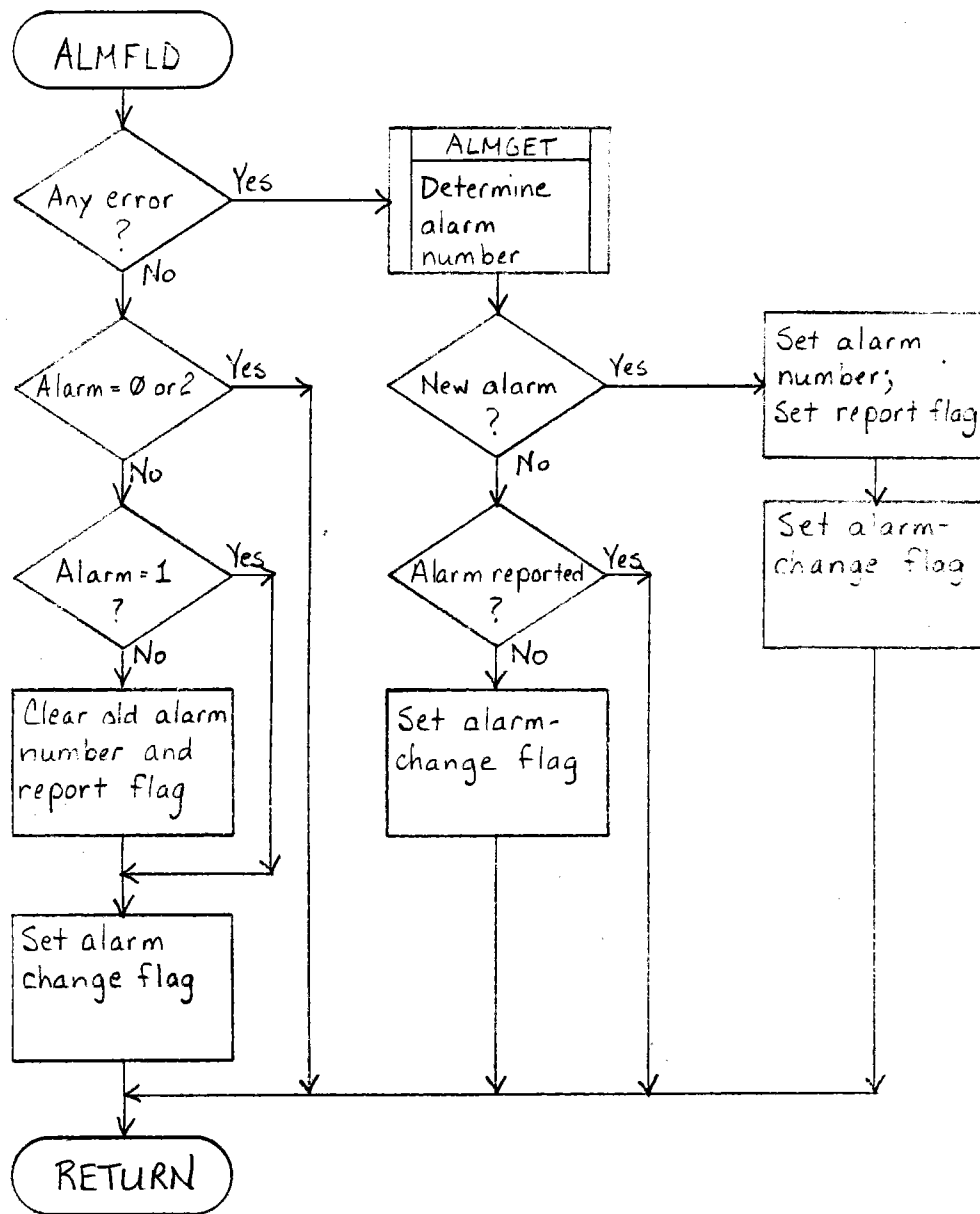 ALMFLD
Any error
?
Yes
No
ALMGET
Determine
alarm
number
Alarm = Ø or 2
Yes
No
New alarm
?
Yes
No
Set alarm
number;
Set report flag
Alarm = 1
?
Yes
No
Alarm reported
?
Yes
No
Set alarm-
change flag
Clear old alarm
number and
report flag
Set alarm-
change flag
Set alarm
change flag
RETURN